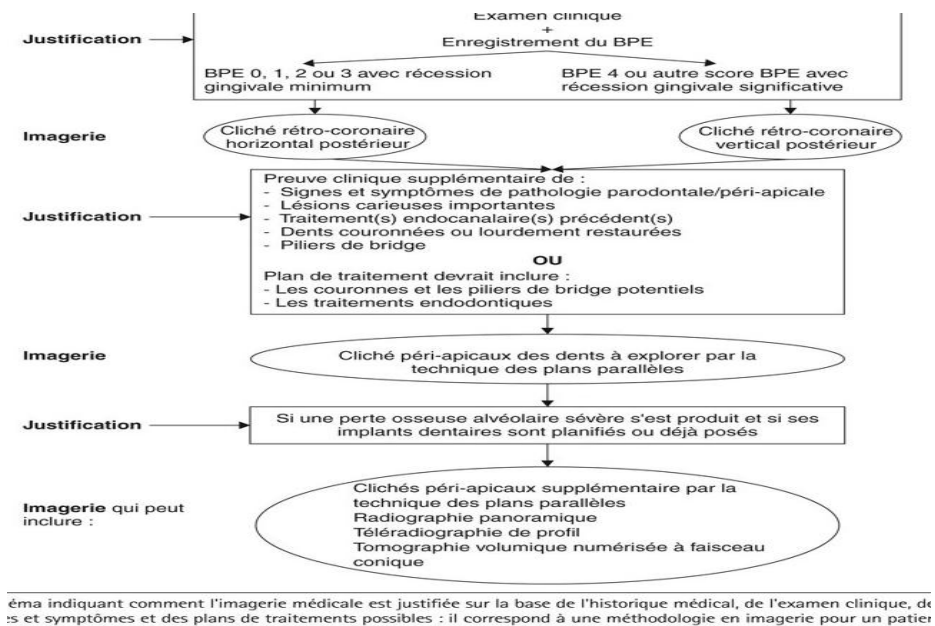 Examen clinique
+
Enregistrement du BPE
Justification
BPE 0, 1, 2 ou 3 avec récession
gingivale minimum
BPE 4 ou autre score BPE avec
récession gingivale significative
Imagerie
Cliché rétro-coronaire
horizontal postérieur
Cliché rétro-coronaire
vertical postérieur
Preuve clinique supplémentaire de :
- Signes et symptômes de pathologie parodontale/péri-apicale
- Lésions carieuses importantes
- Traitement(s) endocanalaire(s) précédent(s)
- Dents couronnées ou lourdement restaurées
- Piliers de bridge
OU
Plan de traitement devrait inclure :
- Les couronnes et les piliers de bridge potentiels
- Les traitements endodontiques
Justification
Imagerie
Cliché péri-apicaux des dents à explorer par la
technique des plans parallèles
Justification
Si une perte osseuse alvéolaire sévère s'est produit et si ses
implants dentaires sont planifiés ou déjà posés
Imagerie qui peut
inclure :
Clichés péri-apicaux supplémentaire par la
technique des plans parallèles
Radiographie panoramique
Téléradiographie de profil
Tomographie volumique numérisée à faisceau
conique
éma indiquant comment l'imagerie médicale est justifiée sur la base de l'historique médical, de l'examen clinique, de
es et symptômes et des plans de traitements possibles : il correspond à une méthodologie en imagerie pour un patien